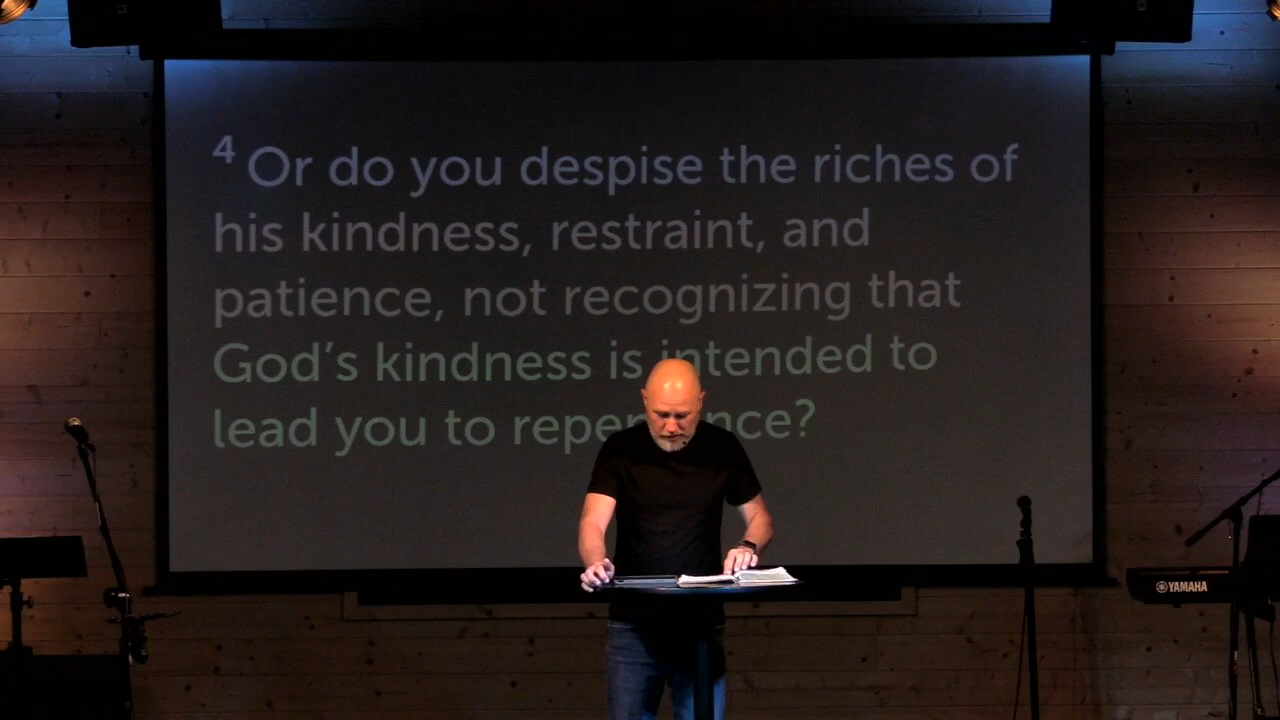 4 Or do you despise the riches of
his kindness, restraint, and
patience, not recognizing that
God's kindness is intended to
lead you to repentance?
YAMAHA